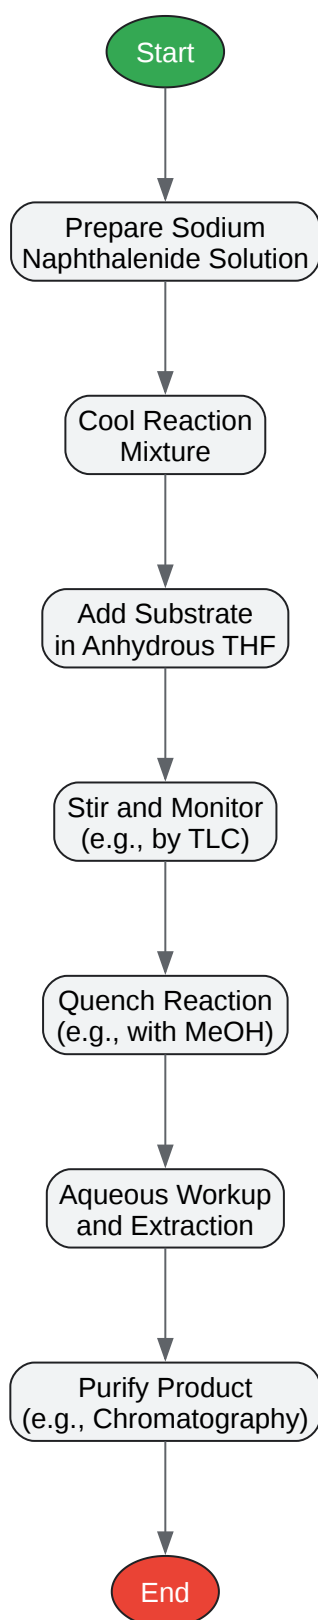 Start
Prepare Sodium
Naphthalenide Solution
Cool Reaction
Mixture
Add Substrate
in Anhydrous THF
Stir and Monitor
(e.g., by TLC)
Quench Reaction
(e.g., with MeOH)
Aqueous Workup
and Extraction
Purify Product
(e.g., Chromatography)
End